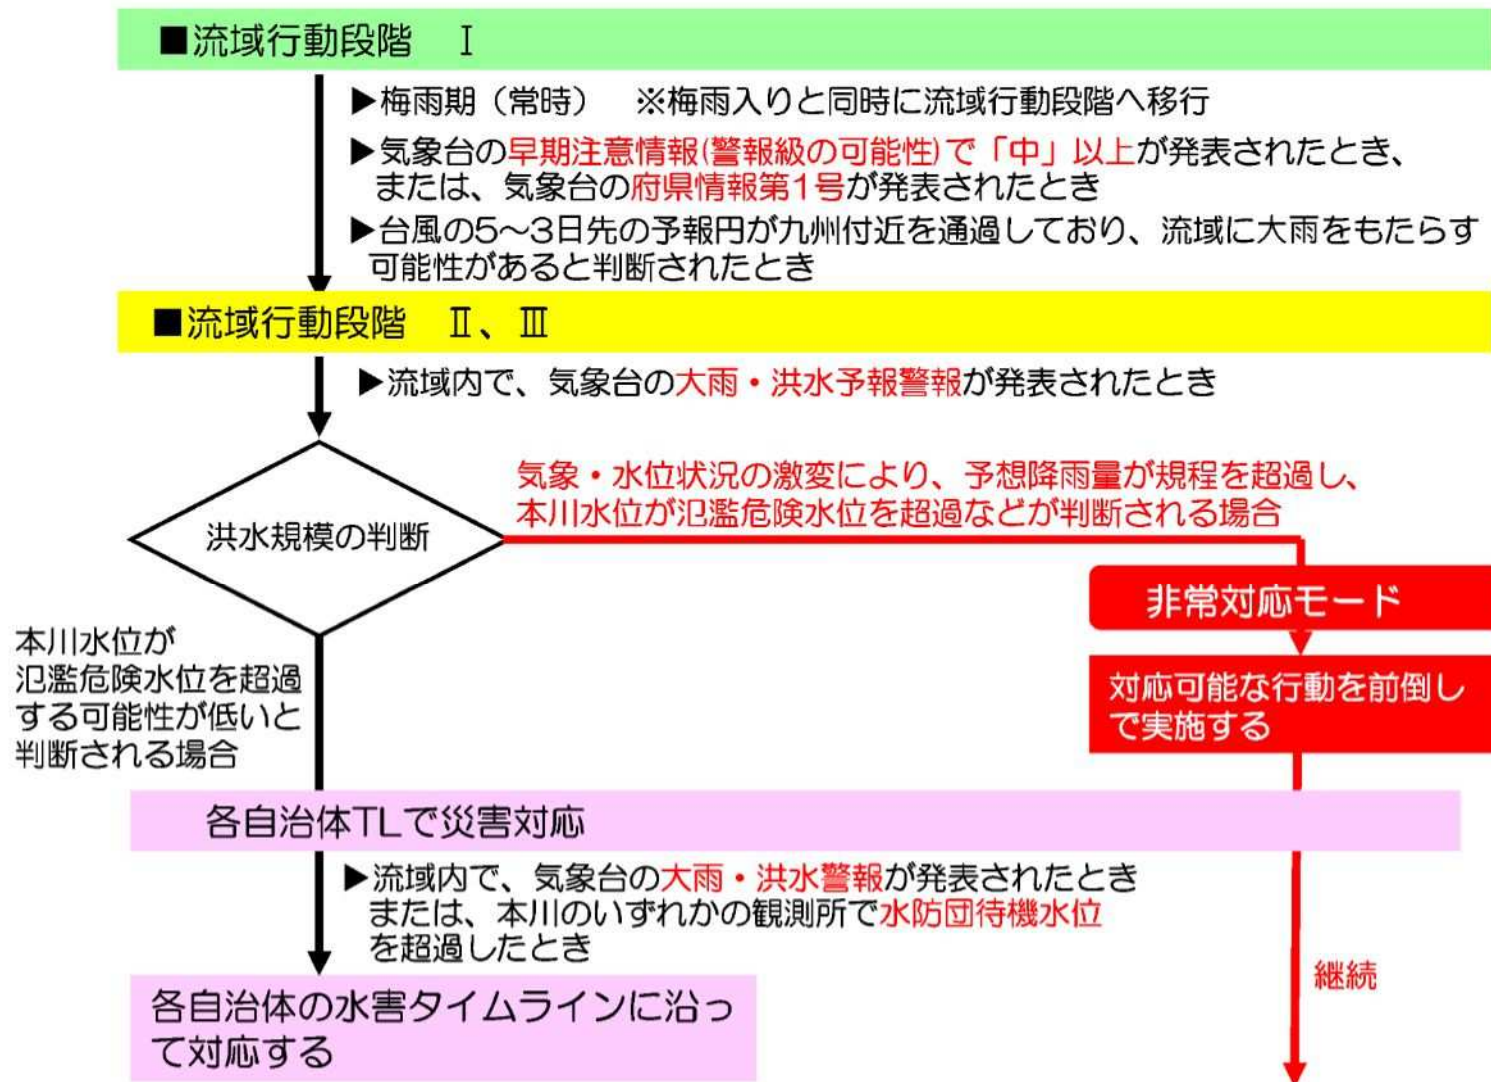 ■流域行動段階　Ⅰ
▶梅雨期（常時）　※梅雨入りと同時に流域行動段階へ移行
▶気象台の早期注意情報(警報級の可能性)で「中」以上が発表されたとき、
または、気象台の府県情報第1号が発表されたとき
▶台風の5～3日先の予報円が九州付近を通過しており、流域に大雨をもたらす
可能性があると判断されたとき
■流域行動段階　Ⅱ、Ⅲ
▶流域内で、気象台の大雨・洪水予報警報が発表されたとき
気象・水位状況の激変により、予想降雨量が規程を超過し、
本川水位が氾濫危険水位を超過などが判断される場合
洪水規模の判断
非常対応モード
対応可能な行動を前倒し
で実施する
本川水位が
氾濫危険水位を超過
する可能性が低いと
判断される場合
各自治体TLで災害対応
▶流域内で、気象台の大雨・洪水警報が発表されたとき
または、本川のいずれかの観測所で水防団待機水位
を超過したとき
継続
各自治体の水害タイムラインに沿っ
て対応する